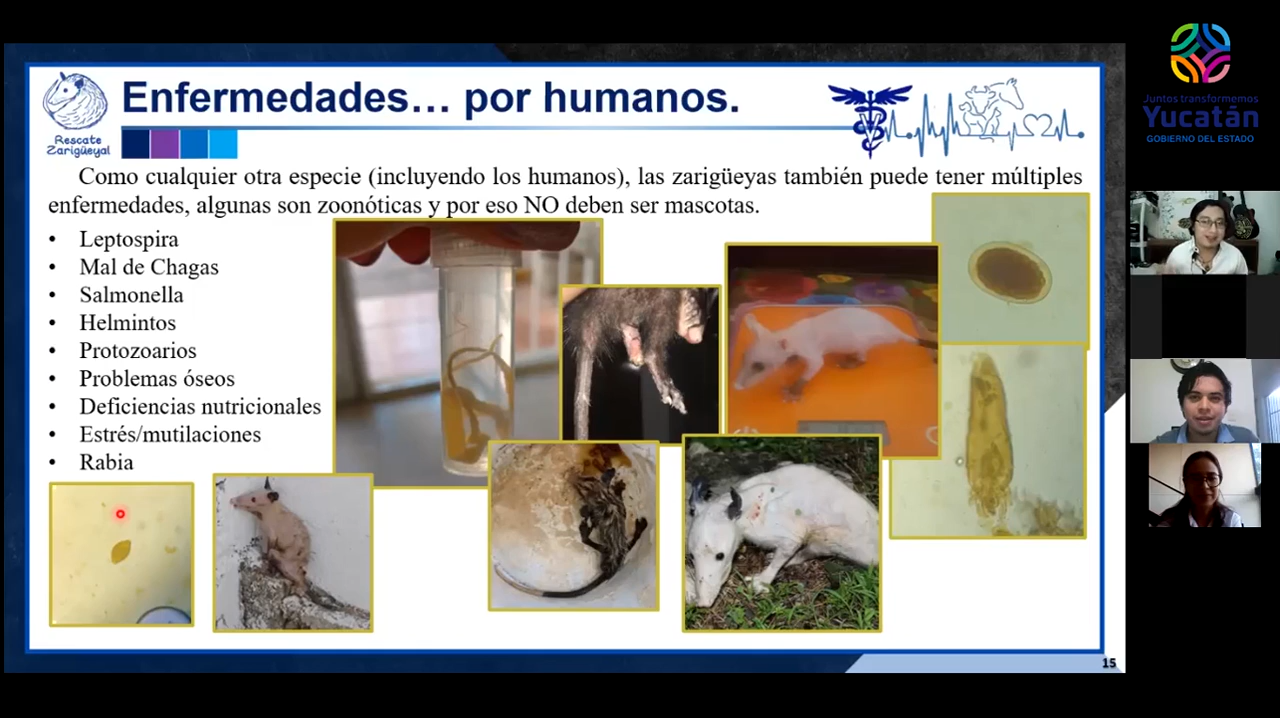 Enfermedades… por humanos.
Rescate
Zarigüeyal
Como cualquier otra especie (incluyendo los humanos), las zarigüeyas también puede tener múltiples
enfermedades, algunas son zoonóticas y por eso NO deben ser mascotas.
• Leptospira
• Mal de Chagas
• Salmonella
• Helmintos
• Protozoarios
• Problemas óseos
• Deficiencias nutricionales
• Estrés/mutilaciones
• Rabia
15
Juntos transformemos
Yucatán
GOBIERNO DEL ESTADO